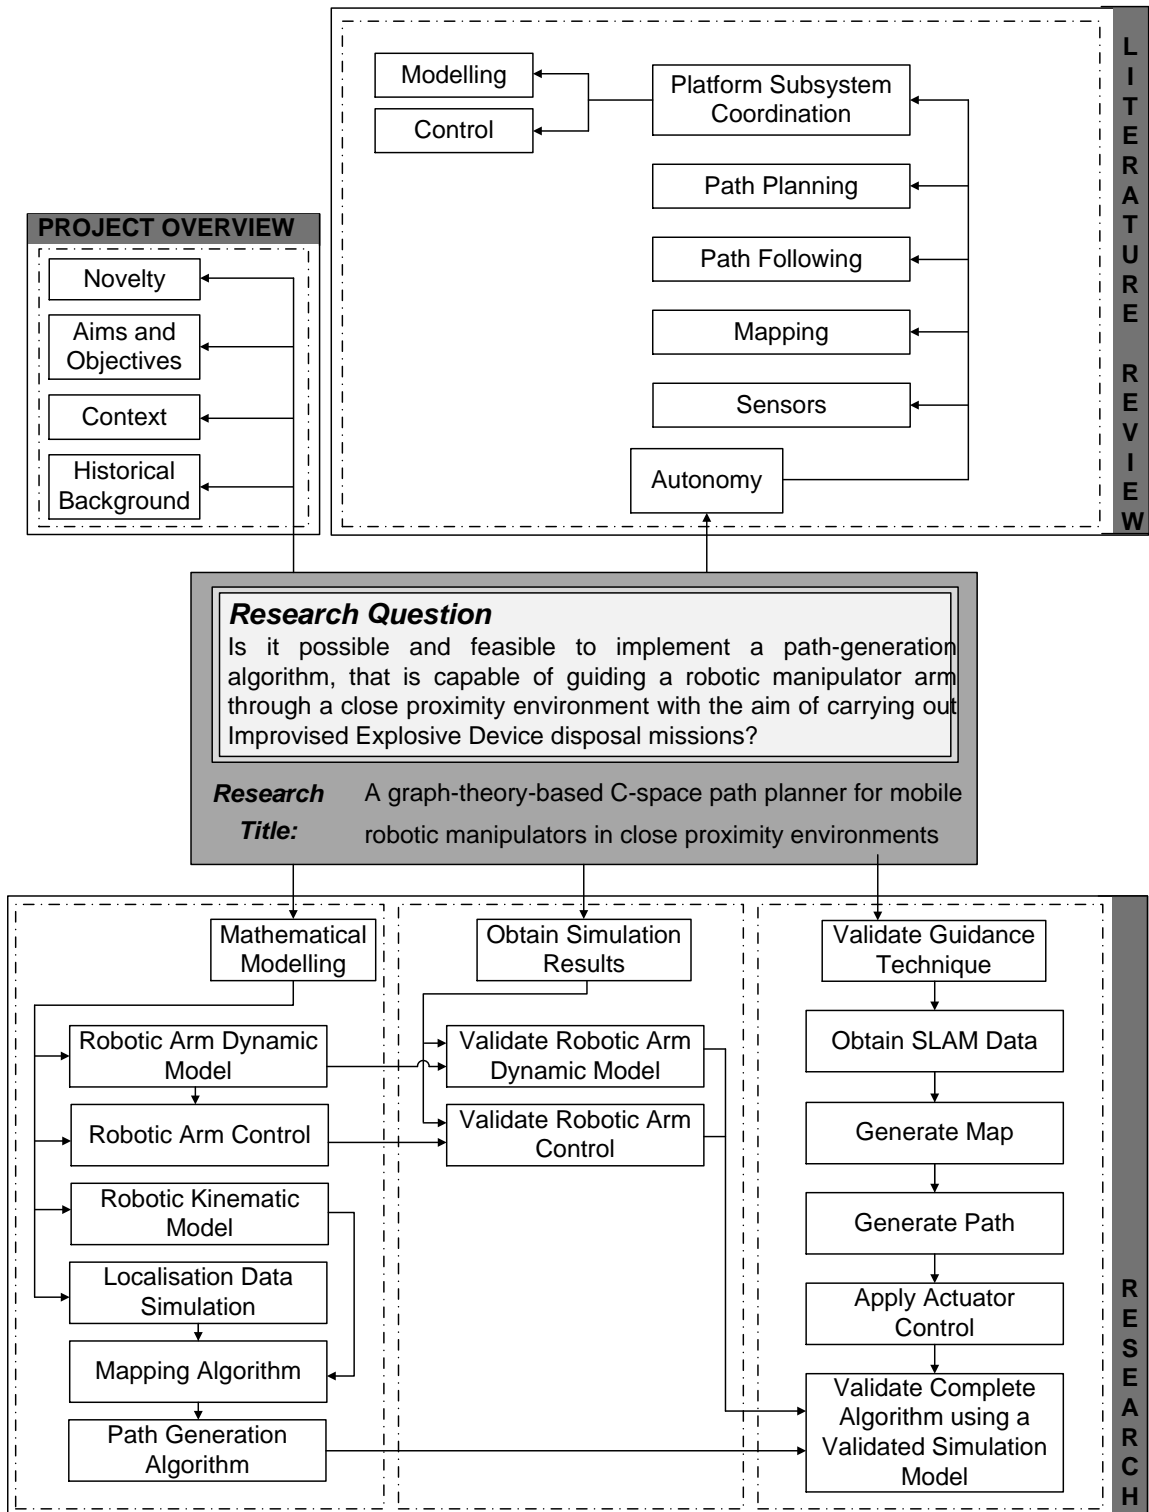 LITERATURE REVIEW
Modelling
Control
Platform Subsystem
Coordination
Path Planning
Path Following
Mapping
Sensors
Autonomy
PROJECT OVERVIEW
Novelty
Aims and
Objectives
Context
Historical
Background
Research Question
Is it possible and feasible to implement a path-generation
algorithm, that is capable of guiding a robotic manipulator arm
through a close proximity environment with the aim of carrying out
Improvised Explosive Device disposal missions?
Research
Title:
A graph-theory-based C-space path planner for mobile
robotic manipulators in close proximity environments
Mathematical
Modelling
Robotic Arm Dynamic
Model
Robotic Arm Control
Robotic Kinematic
Model
Localisation Data
Simulation
Mapping Algorithm
Path Generation
Algorithm
Obtain Simulation
Results
Validate Robotic Arm
Dynamic Model
Validate Robotic Arm
Control
Validate Guidance
Technique
Obtain SLAM Data
Generate Map
Generate Path
Apply Actuator
Control
Validate Complete
Algorithm using a
Validated Simulation
Model
RESEARCH